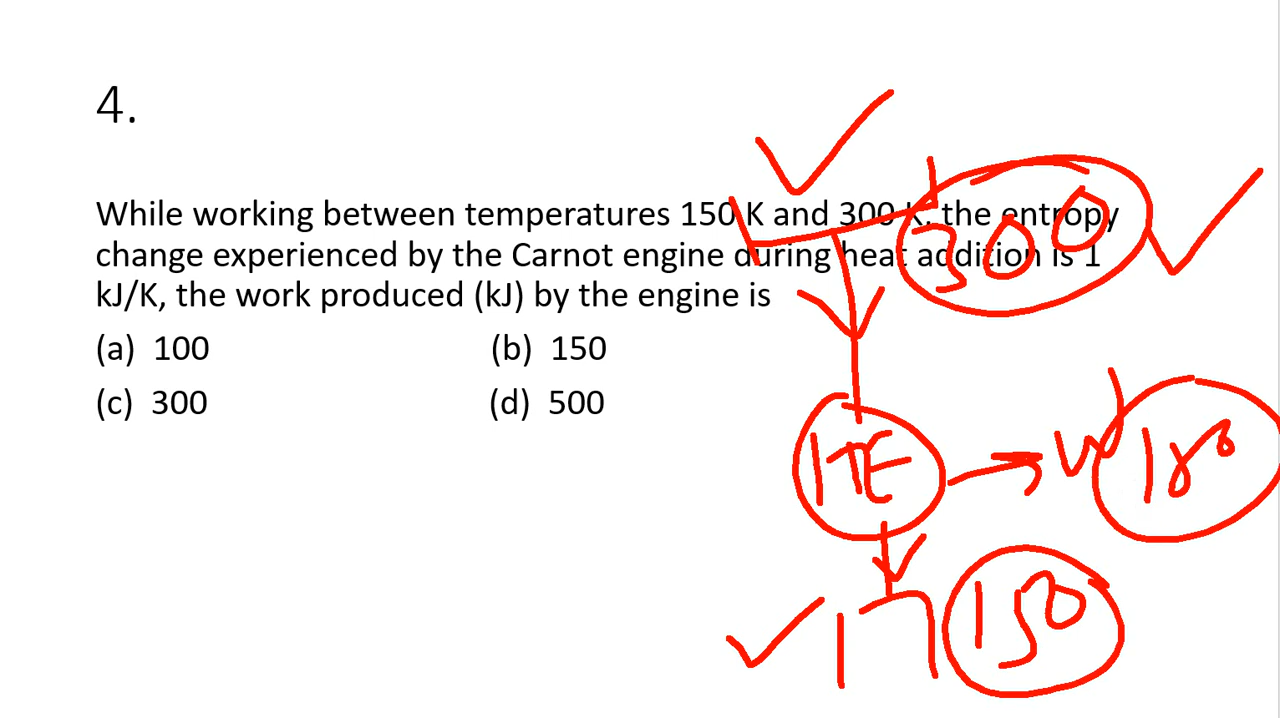 4.
While working between temperatures 150 K and 300 K, the entropy
change experienced by the Carnot engine during heat addition is 1
kJ/K, the work produced (kJ) by the engine is
(a) 100 (b) 150
(c) 300 (d) 500
300
HE
W
150